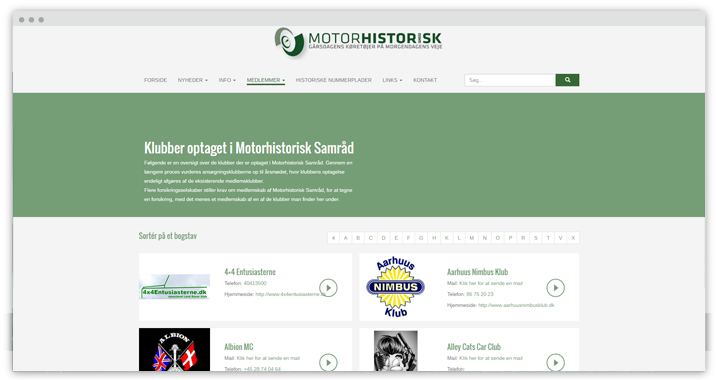 MOTORHISTORISK
GÅRSDAGENS KØRETØJER PÅ MORGENDAGENS VEJE
FORSIDE NYHEDER INFO MEDLEMMER HISTORISKE NUMMERPLADER LINKS KONTAKT Søg...
Klubber optaget i Motorhistorisk Samråd
Følgende er en oversigt over de klubber der er optaget i Motorhistorisk Samråd. Gennem en
længere proces vurderes ansøgningsklubberne op til årsmødet, hvor klubbens optagelse
endeligt afgøres af de eksisterende medlemsklubber.
Flere forsikringsselskaber stiller krav om medlemskab af Motorhistorisk Samråd, for at tegne
en forsikring, med det menes et medlemskab af en af de klubber man finder her under.
Sortér på et bogstav
4 A B C D E F G H K L M N O P R S T V X
4x4Entusiasterne.dk
4×4 Entusiasterne
Telefon: 40413590
Hjemmeside: http://www.4x4entusiasterne.dk
Aarhuus
NIMBUS
Klub
Aarhuus Nimbus Klub
Mail: Klik her for at sende en mail
Telefon: 86 75 20 23
Hjemmeside: http://www.aarhuusnimbusklub.dk
ALBION
Albion MC
Mail: Klik her for at sende en mail
Telefon: +45 28 74 04 64
Alley Cats Car Club
Mail: Klik her for at sende en mail
Telefon: